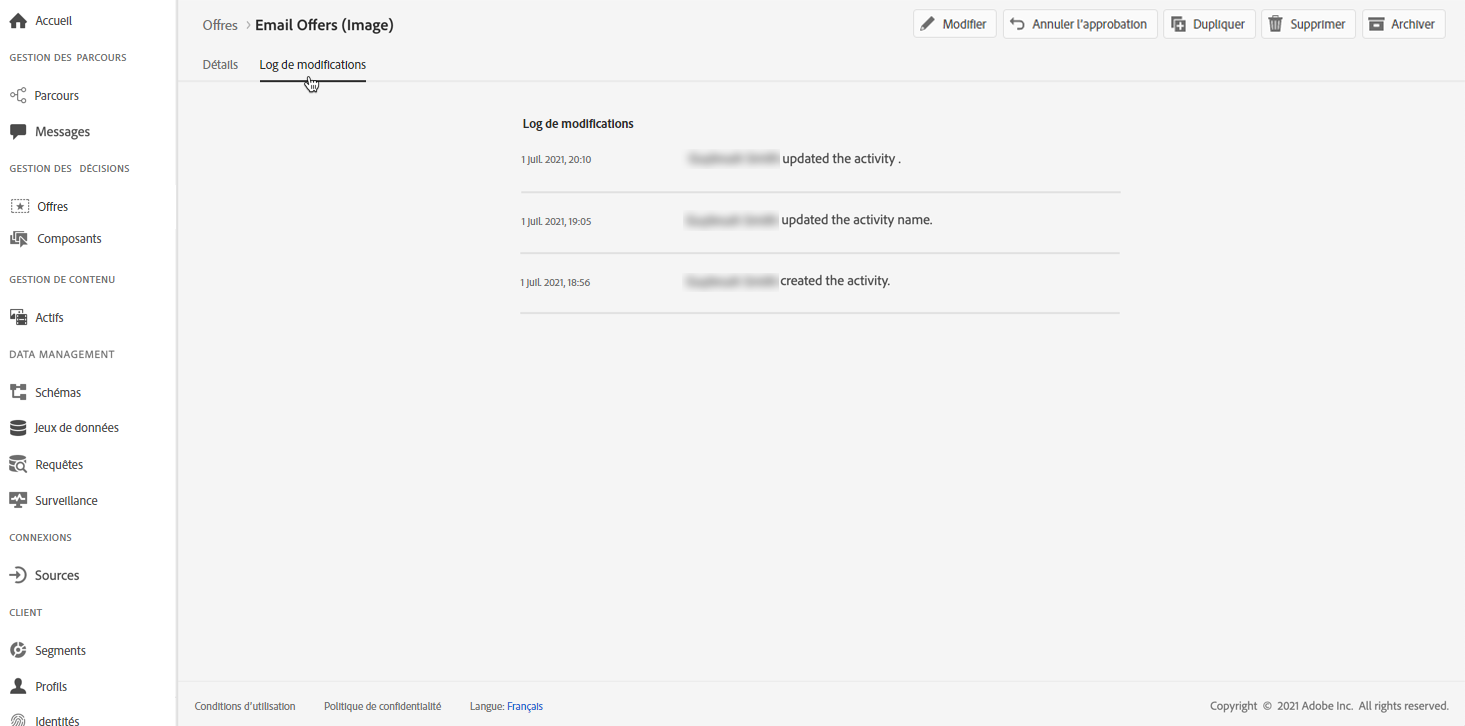 Accueil
GESTION DES PARCOURS
Parcours
Messages
GESTION DES DÉCISIONS
Offres
Composants
GESTION DE CONTENU
Actifs
DATA MANAGEMENT
Schémas
Jeux de données
Requêtes
Surveillance
CONNEXIONS
Sources
CLIENT
Segments
Profils
Identités
Offres > Email Offers (Image)
Modifier
Annuler l'approbation
Dupliquer
Supprimer
Archiver
Détails
Log de modifications
Log de modifications
1 juil. 2021, 20:10 updated the activity .
1 juil. 2021, 19:05 updated the activity name.
1 juil. 2021, 18:56 created the activity.
Conditions d'utilisation Politique de confidentialité Langue: Français Copyright © 2021 Adobe Inc. All rights reserved.